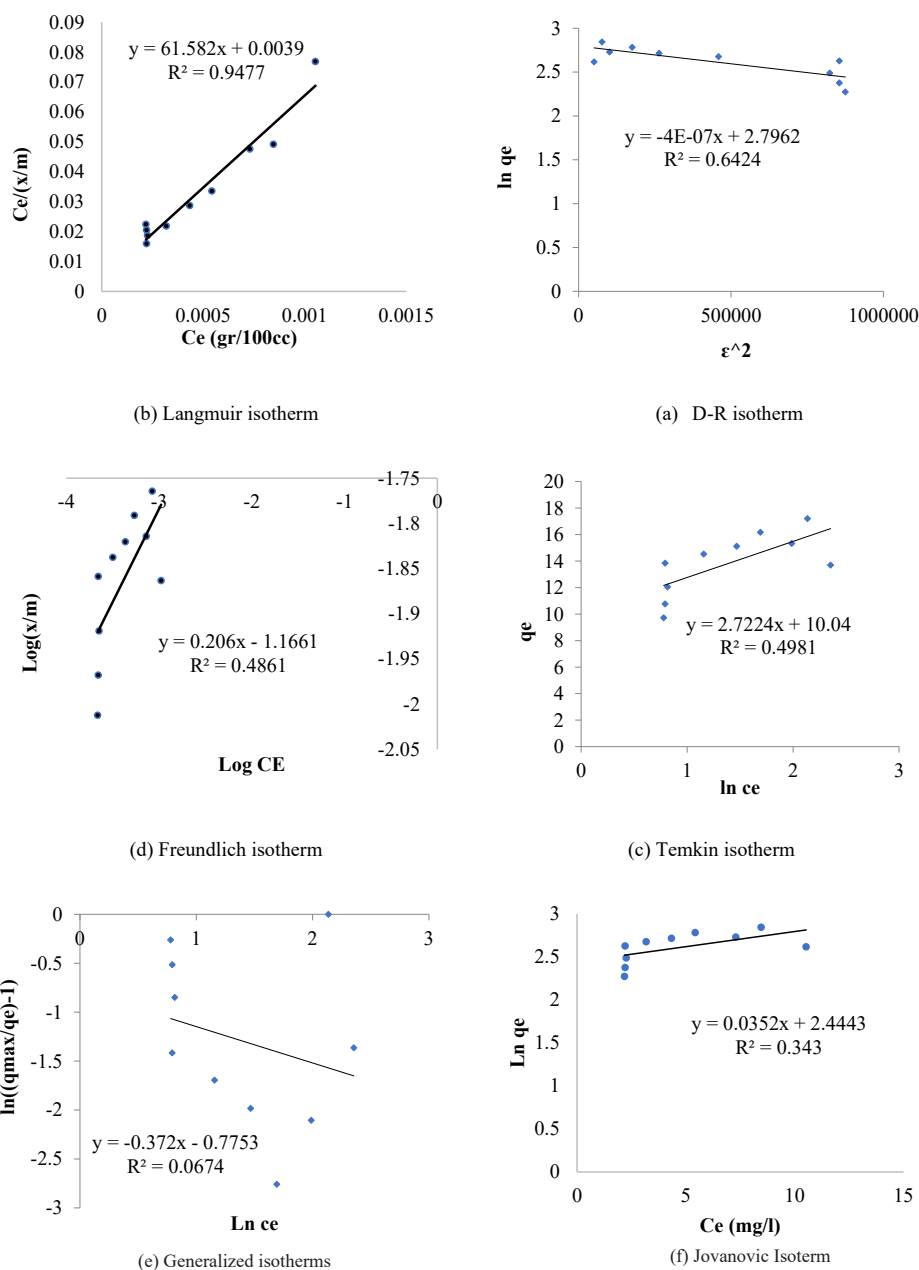 0.09
0.08
0.07
0.06
0.05
0.04
0.03
0.02
0.01
0
y = 61.582x + 0.0039
R² = 0.9477
Ce/(x/m)
0 0.0005 0.001 0.0015
Ce (gr/100cc)
(b) Langmuir isotherm
3
2.5
2
1.5
1
0.5
0
y = -4E-07x + 2.7962
R² = 0.6424
ln qe
0 500000 1000000
ε^2
(a) D-R isotherm
-4 -3 -2 -1 0
-1.75
-1.8
-1.85
-1.9
-1.95
-2
-2.05
y = 0.206x - 1.1661
R² = 0.4861
Log(x/m)
Log CE
(d) Freundlich isotherm
20
18
16
14
12
10
8
6
4
2
0
y = 2.7224x + 10.04
R² = 0.4981
qe
0 1 2 3
ln ce
(c) Temkin isotherm
0
-0.5
-1
-1.5
-2
-2.5
-3
0 1 2 3
y = -0.372x - 0.7753
R² = 0.0674
ln((qmax/qe)-1)
Ln ce
(e) Generalized isotherms
3
2.5
2
1.5
1
0.5
0
y = 0.0352x + 2.4443
R² = 0.343
Ln qe
0 5 10 15
Ce (mg/l)
(f) Jovanovic Isoterm